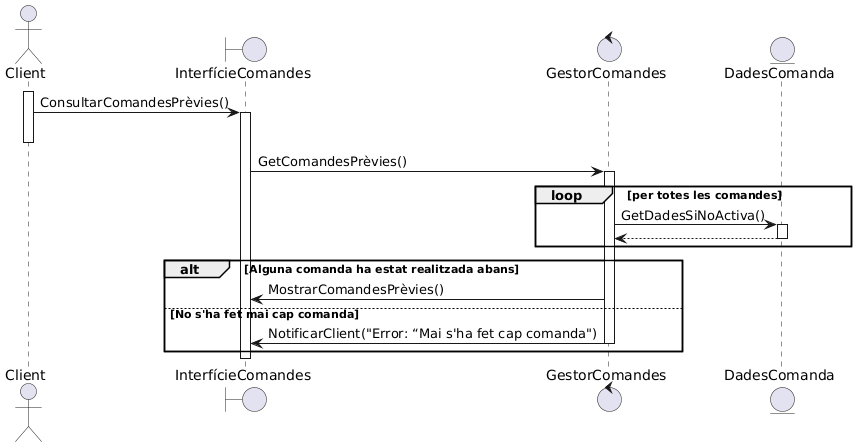 Client
InterfícieComandes
GestorComandes
DadesComanda
ConsultarComandesPrèvies()
GetComandesPrèvies()
loop
[per totes les comandes]
GetDadesSiNoActiva()
alt
[Alguna comanda ha estat realitzada abans]
MostrarComandesPrèvies()
[No s'ha fet mai cap comanda]
NotificarClient("Error: “Mai s'ha fet cap comanda")
Client
InterfícieComandes
GestorComandes
DadesComanda